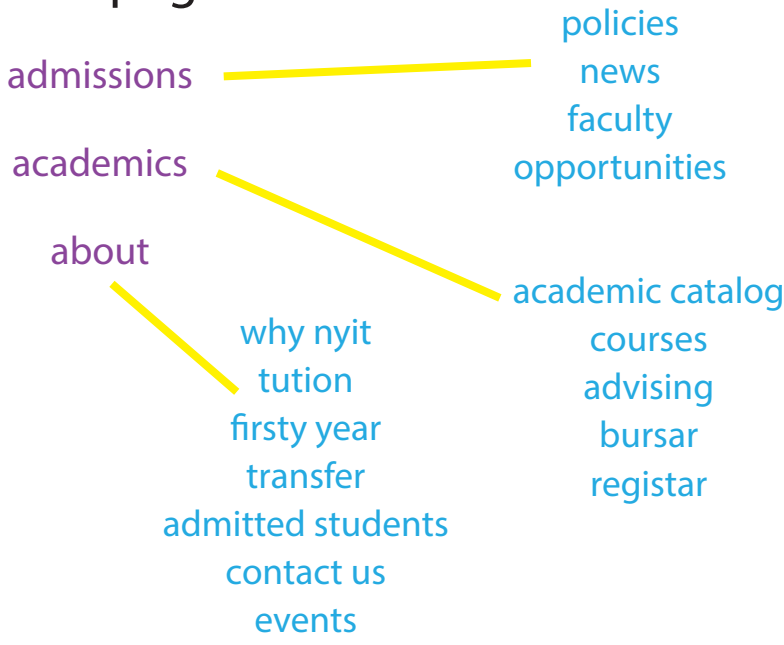 admissions
academics
about
policies
news
faculty
opportunities
academic catalog
courses
advising
bursar
registar
why nyit
tution
firsty year
transfer
admitted students
contact us
events